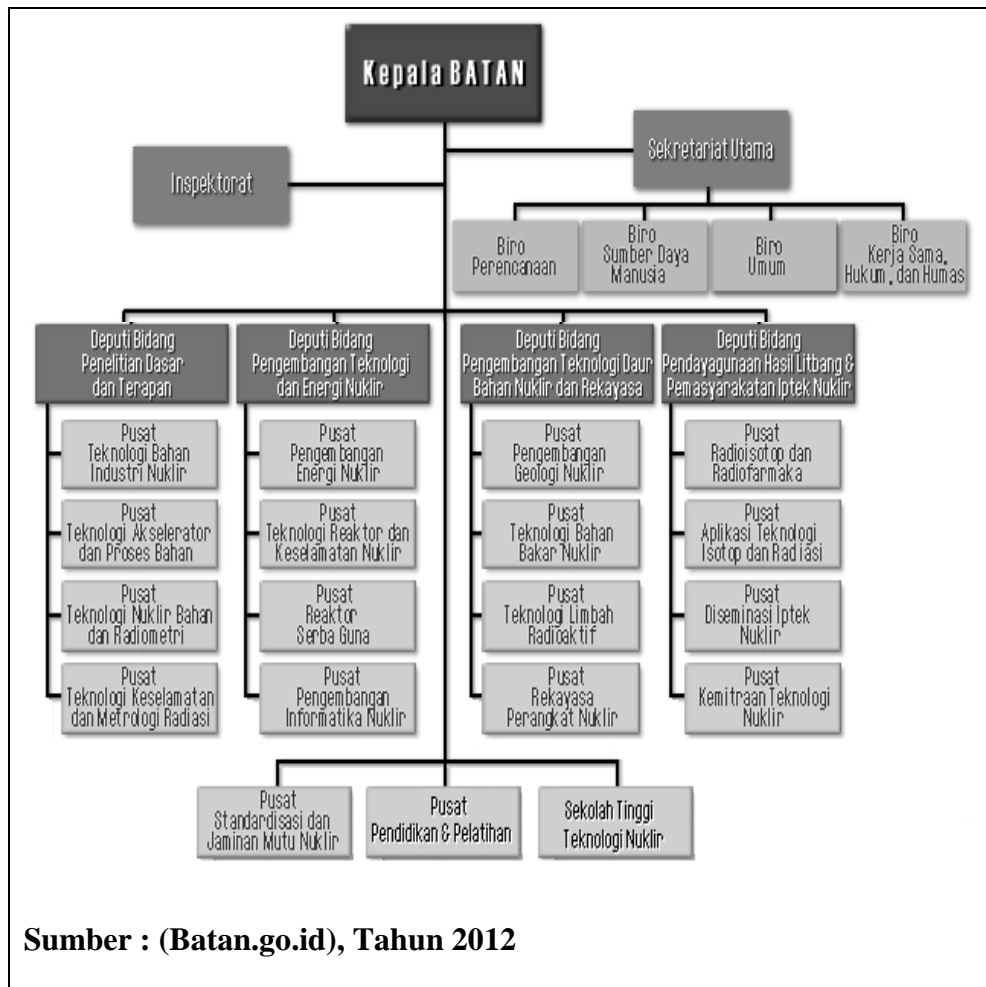 Kepala BATAN
Sekretariat Utama
Inspektorat
Biro
Perencanaan
Biro
Sumber Daya
Manusia
Biro
Umum
Biro
Kerja Sama,
Hukum, dan Humas
Deputi Bidang
Penelitian Dasar
dan Terapan
Deputi Bidang
Pengembangan Teknologi
dan Energi Nuklir
Deputi Bidang
Pengembangan Teknologi Daur
Bahan Nuklir dan Rekayasa
Deputi Bidang
Pendayagunaan Hasil Litbang &
Pemasyarakatan Iptek Nuklir
Pusat
Teknologi Bahan
Industri Nuklir
Pusat
Pengembangan
Energi Nuklir
Pusat
Pengembangan
Geologi Nuklir
Pusat
Radioisotop dan
Radiofarmaka
Pusat
Teknologi Akselerator
dan Proses Bahan
Pusat
Teknologi Reaktor dan
Keselamatan Nuklir
Pusat
Teknologi Bahan
Bakar Nuklir
Pusat
Aplikasi Teknologi
Isotop dan Radiasi
Pusat
Teknologi Nuklir Bahan
dan Radiometri
Pusat
Reaktor
Serba Guna
Pusat
Teknologi Limbah
Radioaktif
Pusat
Diseminasi Iptek
Nuklir
Pusat
Teknologi Keselamatan
dan Metrologi Radiasi
Pusat
Pengembangan
Informatika Nuklir
Pusat
Rekayasa
Perangkat Nuklir
Pusat
Kemitraan Teknologi
Nuklir
Pusat
Standardisasi dan
Jaminan Mutu Nuklir
Pusat
Pendidikan & Pelatihan
Sekolah Tinggi
Teknologi Nuklir
Sumber : (Batan.go.id), Tahun 2012